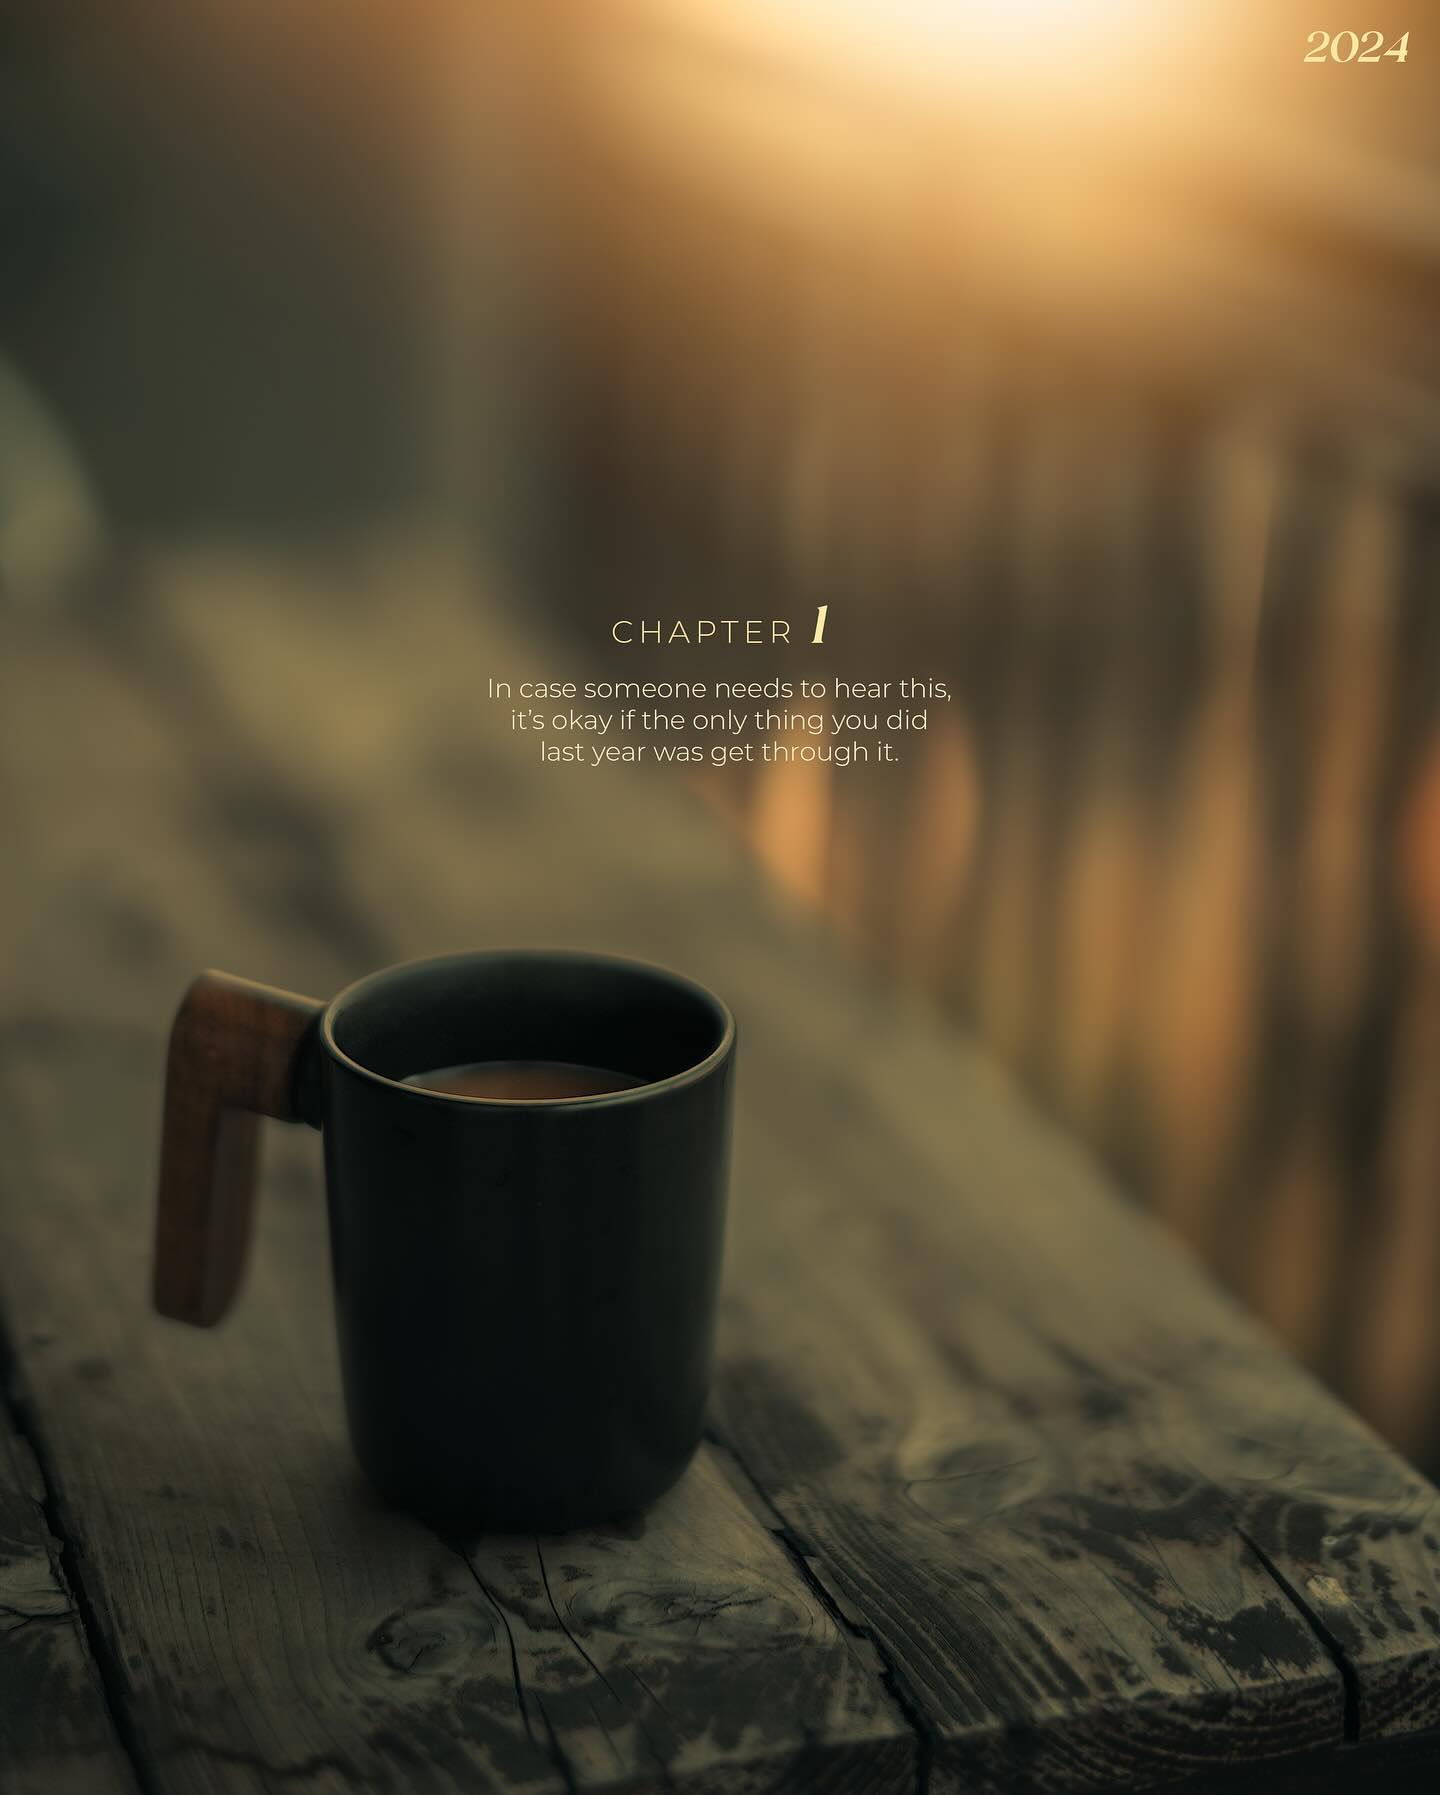 2024
CHAPTER 1
In case someone needs to hear this,
it’s okay if the only thing you did
last year was get through it.